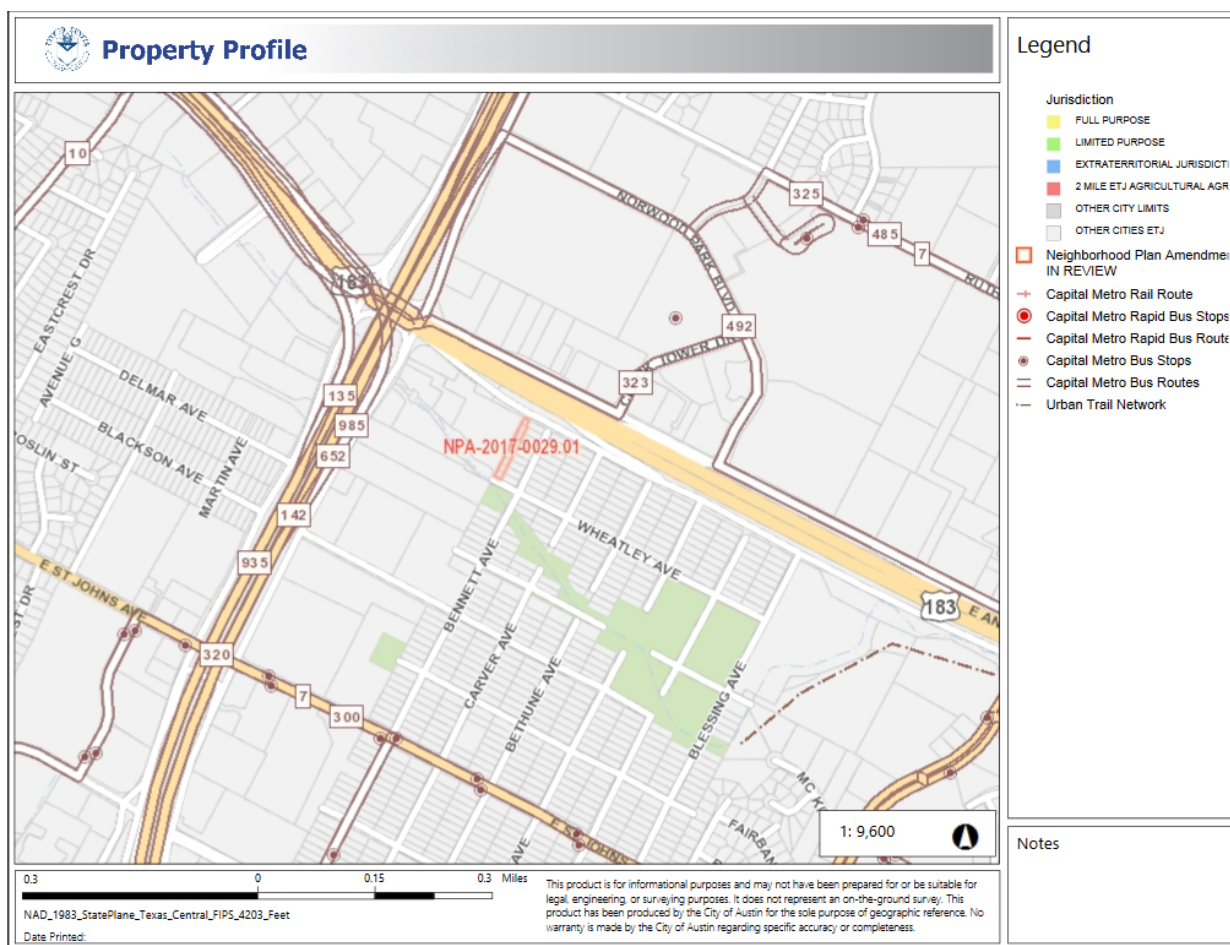 Property Profile
10
325
485
7
NORWOOD PARK BLVD
183
492
323
EASTCREST DR
AVENUE G
DELMAR AVE
BLACKSON AVE
MARTIN AVE
135
985
652
NPA-2017-0029.01
142
935
WHEATLEY AVE
BENNETT AVE
E ST JOHNS AVE
183
E AN
320
7
300
CARVER AVE
BETHUNE AVE
BLESSING AVE
E ST JOHNS
AVE
FAIRBAN
1: 9,600
Legend
Jurisdiction
FULL PURPOSE
LIMITED PURPOSE
EXTRATERRITORIAL JURISDICT
2 MILE ETJ AGRICULTURAL AGR
OTHER CITY LIMITS
OTHER CITIES ETJ
Neighborhood Plan Amendme
IN REVIEW
Capital Metro Rail Route
Capital Metro Rapid Bus Stops
Capital Metro Rapid Bus Route
Capital Metro Bus Stops
Capital Metro Bus Routes
Urban Trail Network
Notes
0.3 0 0.15 0.3 Miles
NAD_1983_StatePlane_Texas_Central_FIPS_4203_Feet
Date Printed:
This product is for informational purposes and may not have been prepared for or be suitable for
legal, engineering, or surveying purposes. It does not represent an on-the-ground survey. This
product has been produced by the City of Austin for the sole purpose of geographic reference. No
warranty is made by the City of Austin regarding specific accuracy or completeness.